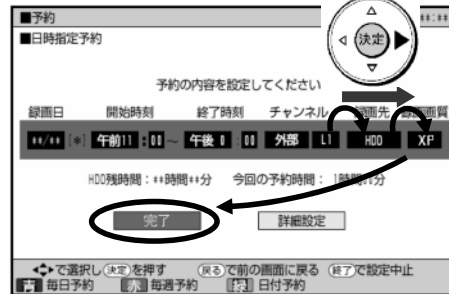 ■予約
**:**
■日時指定予約
決定
予約の内容を設定してください
録画日 開始時刻 終了時刻 チャンネル 録画先 録画画質
**/** [*] 午前11:00 ～ 午後 0:00 外部 L1 HDD XP
HDD残時間:**時間**分 今回の予約時間: 1時間00分
完了 詳細設定
で選択し 決定 を押す 戻る で前の画面に戻る 終了 で設定中止
青 毎日予約 赤 毎週予約 緑 日付予約